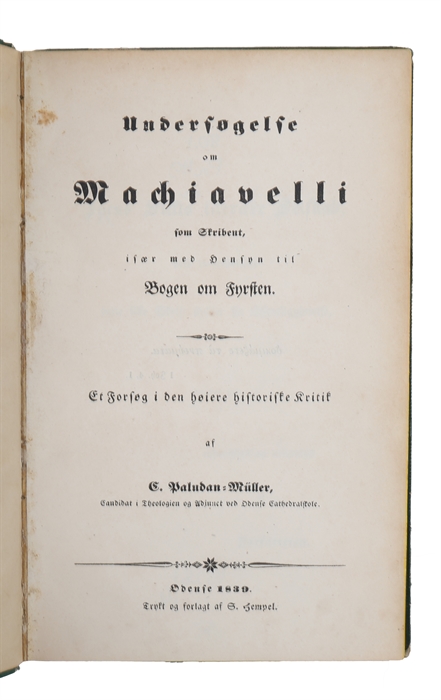 Undersøgelse
om
Machiavelli
som Skribent,
især med Hensyn til
Bogen om Fyrsten.
Et Forsøg i den høiere historiske Kritik
af
C. Paludan-Müller,
Candidat i Theologien og Adjunct ved Odense Cathedralskole.
Odense 1839.
Trykt og forlagt af S. Hempel.